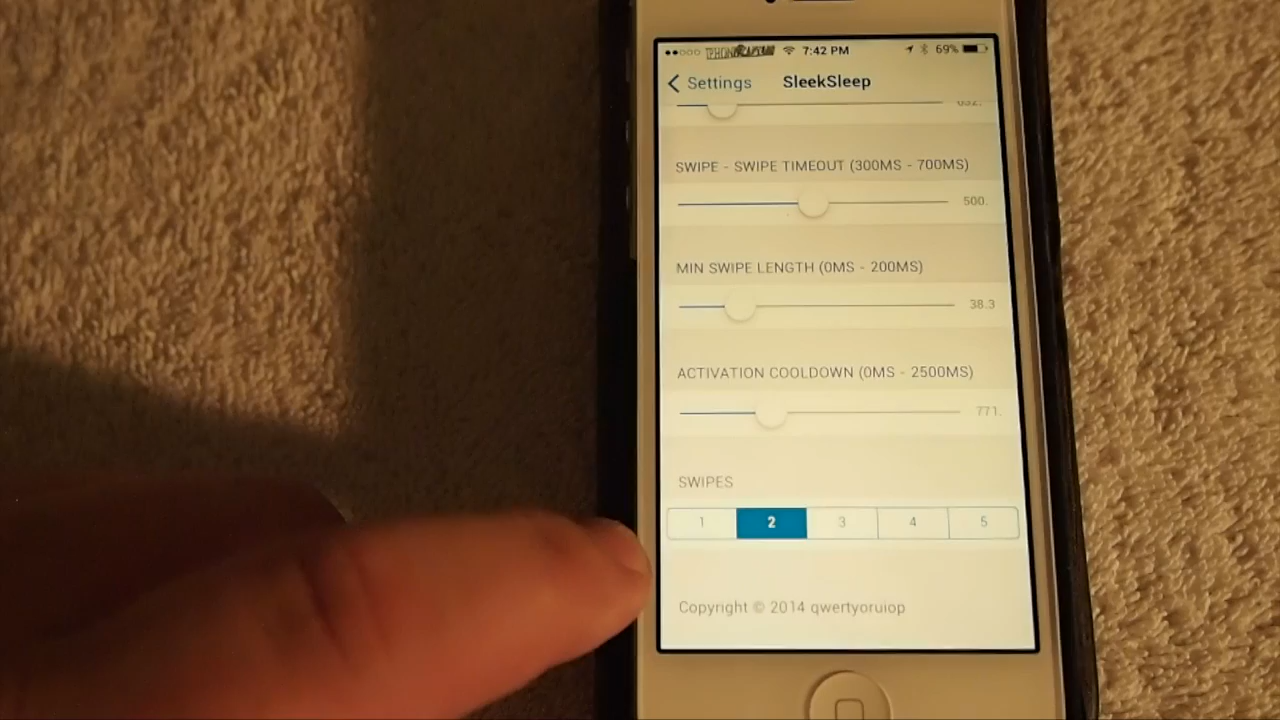 7:42 PM 69%
Settings SleekSleep
SWIPE - SWIPE TIMEOUT (300MS - 700MS)
500.
MIN SWIPE LENGTH (0MS - 200MS)
38.3
ACTIVATION COOLDOWN (0MS - 2500MS)
771.
SWIPES
1 2 3 4 5
Copyright © 2014 qwertyoruiop